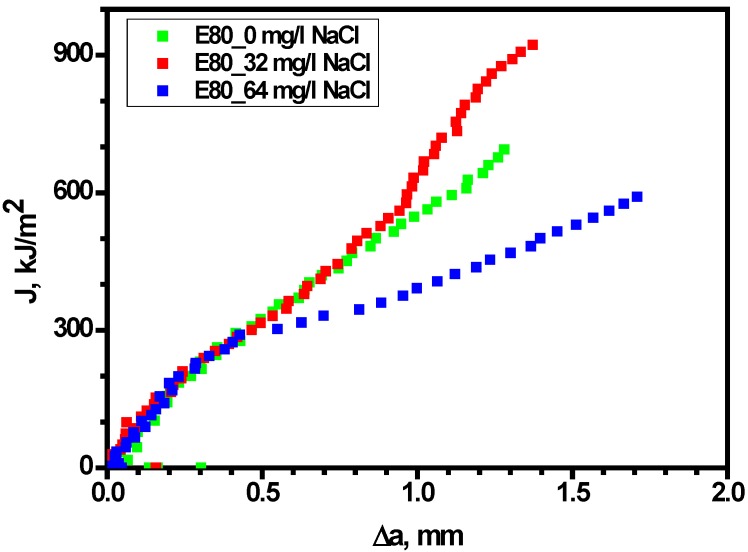 E80_0 mg/l NaCl
E80_32 mg/l NaCl
E80_64 mg/l NaCl
900
600
300
0
J, kJ/m²
0.0 0.5 1.0 1.5 2.0
Δa, mm